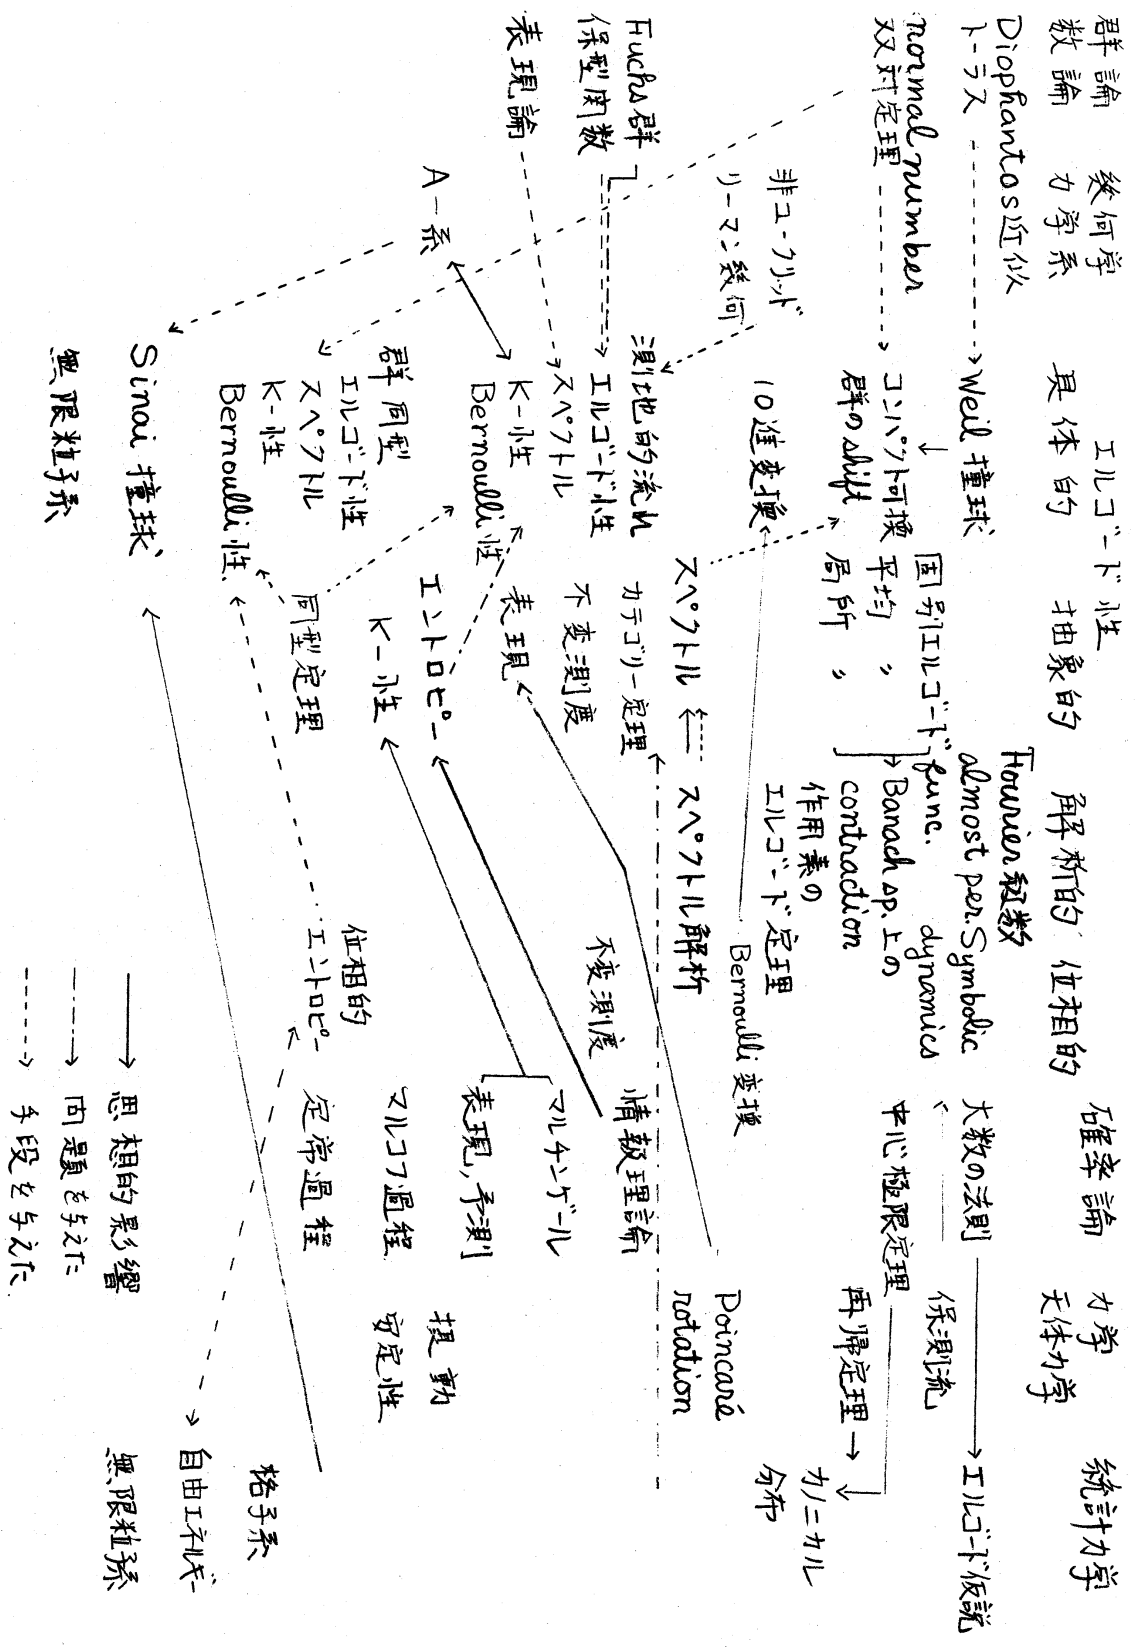 群論
数論
幾何学
力学系
エルゴード性
具体的
抽象的
解析的
位相的
確率論
力学
天体力学
統計力学
Diophantos近似
トーラス
Weil 撞球
Fourier級数
almost per.
func.
Symbolic
dynamics
大数の法則
保測流
エルゴード仮説
normal number
双対定理
コンパクト可換
群のshift
個別エルゴード
平均 〃
局所 〃
Banach sp. 上の
contraction
作用素の
エルゴード定理
中心極限定理
再帰定理
カノニカル
分布
非ユークリッド
リーマン幾何
10進変換
Bernoulli 変換
Poincaré
rotation
Fuchs群
保型関数
表現論
測地的流れ
エルゴード性
スペクトル
K-性
Bernoulli性
スペクトル
スペクトル解析
カテゴリー定理
不変測度
表現
不変測度
情報理論
マルチンゲール
表現,予測
A-系
エントロピー
K-性
マルコフ過程
定常過程
摂動
安定性
群同型
エルゴード性
スペクトル
K-性
Bernoulli性
同型定理
位相的
エントロピー
格子系
自由エネルギー
無限粒子系
Sinai 撞球
無限粒子系
思想的影響
問題を与えた
手段を与えた